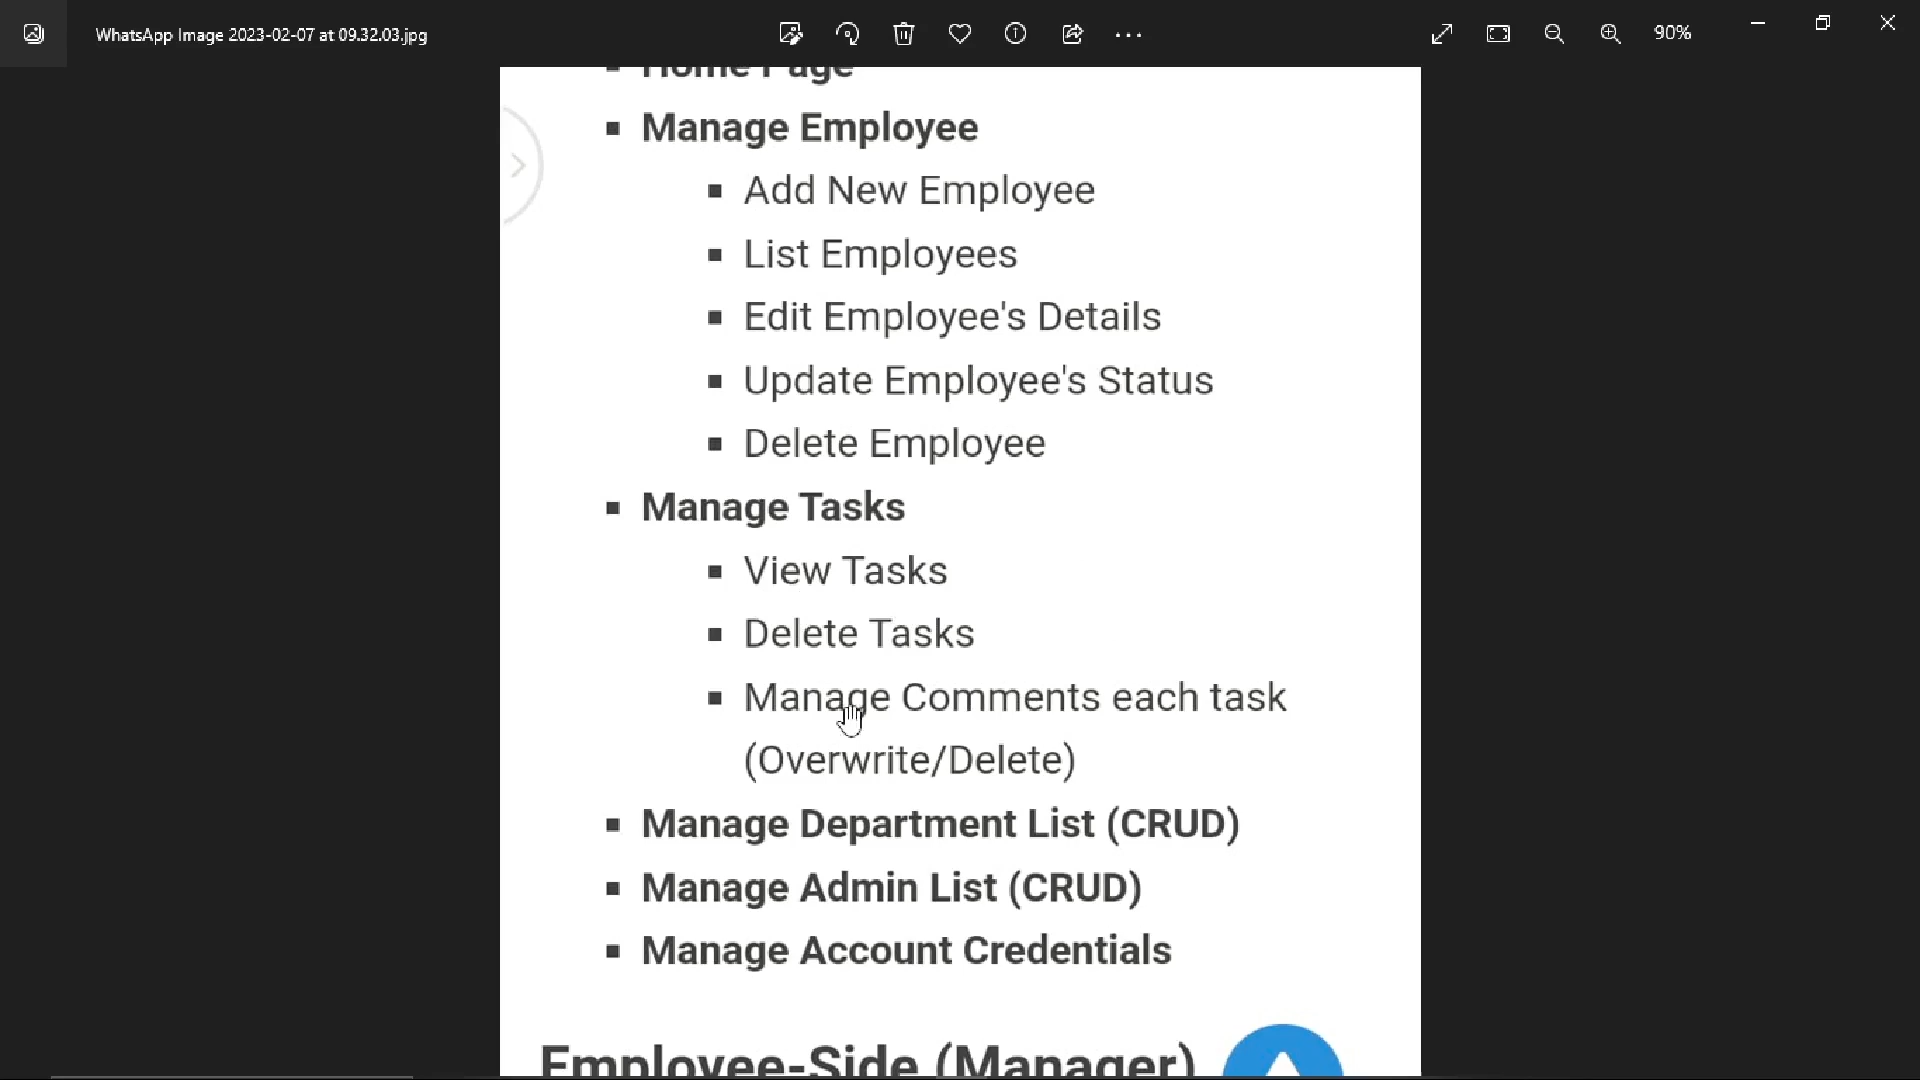 WhatsApp Image 2023-02-07 at 09.32.03.jpg
90%
Home Page
Manage Employee
Add New Employee
List Employees
Edit Employee's Details
Update Employee's Status
Delete Employee
Manage Tasks
View Tasks
Delete Tasks
Manage Comments each task
(Overwrite/Delete)
Manage Department List (CRUD)
Manage Admin List (CRUD)
Manage Account Credentials
Employee-Side (Manager)